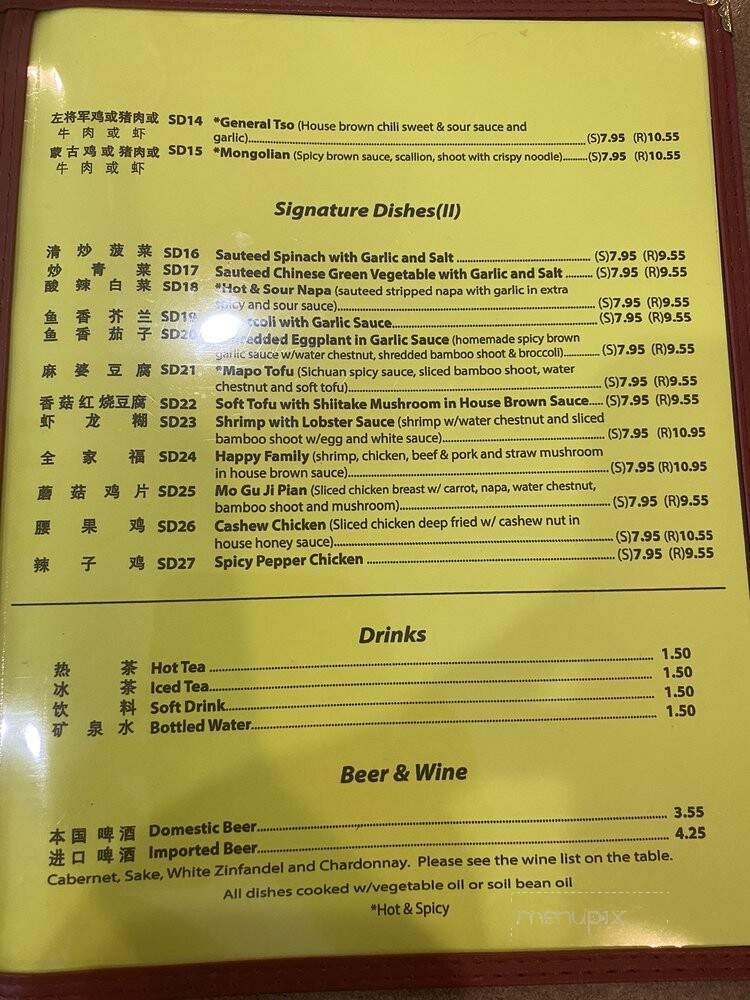 左将军鸡或猪肉或 SD14 *General Tso (House brown chili sweet & sour sauce and
牛肉或虾 garlic)......(S)7.95 (R)10.55
蒙古鸡或猪肉或 SD15 *Mongolian (Spicy brown sauce, scallion, shoot with crispy noodle)......(S)7.95 (R)10.55
牛肉或虾
Signature Dishes(II)
清炒菠菜 SD16 Sauteed Spinach with Garlic and Salt ...... (S)7.95 (R)9.55
炒青菜 SD17 Sauteed Chinese Green Vegetable with Garlic and Salt ...... (S)7.95 (R)9.55
酸辣白菜 SD18 *Hot & Sour Napa (sauteed stripped napa with garlic in extra
spicy and sour sauce)......(S)7.95 (R)9.55
鱼香芥兰 SD19 Broccoli with Garlic Sauce......(S)7.95 (R)9.55
鱼香茄子 SD20 Shredded Eggplant in Garlic Sauce (homemade spicy brown
garlic sauce w/water chestnut, shredded bamboo shoot & broccoli)...... (S)7.95 (R)9.55
麻婆豆腐 SD21 *Mapo Tofu (Sichuan spicy sauce, sliced bamboo shoot, water
chestnut and soft tofu)...... (S)7.95 (R)9.55
香菇红烧豆腐 SD22 Soft Tofu with Shiitake Mushroom in House Brown Sauce.... (S)7.95 (R)9.55
虾龙糊 SD23 Shrimp with Lobster Sauce (shrimp w/water chestnut and sliced
bamboo shoot w/egg and white sauce)...... (S)7.95 (R)10.95
全家福 SD24 Happy Family (shrimp, chicken, beef & pork and straw mushroom
in house brown sauce)......(S)7.95 (R)10.95
蘑菇鸡片 SD25 Mo Gu Ji Pian (Sliced chicken breast w/ carrot, napa, water chestnut,
bamboo shoot and mushroom)...... (S)7.95 (R)9.55
腰果鸡 SD26 Cashew Chicken (Sliced chicken deep fried w/ cashew nut in
house honey sauce)...... (S)7.95 (R)10.55
辣子鸡 SD27 Spicy Pepper Chicken ...... (S)7.95 (R)9.55
Drinks
热茶 Hot Tea ...... 1.50
冰茶 Iced Tea...... 1.50
饮料 Soft Drink...... 1.50
矿泉水 Bottled Water...... 1.50
Beer & Wine
本国啤酒 Domestic Beer...... 3.55
进口啤酒 Imported Beer...... 4.25
Cabernet, Sake, White Zinfandel and Chardonnay. Please see the wine list on the table.
All dishes cooked w/vegetable oil or soil bean oil
*Hot & Spicy
menupix